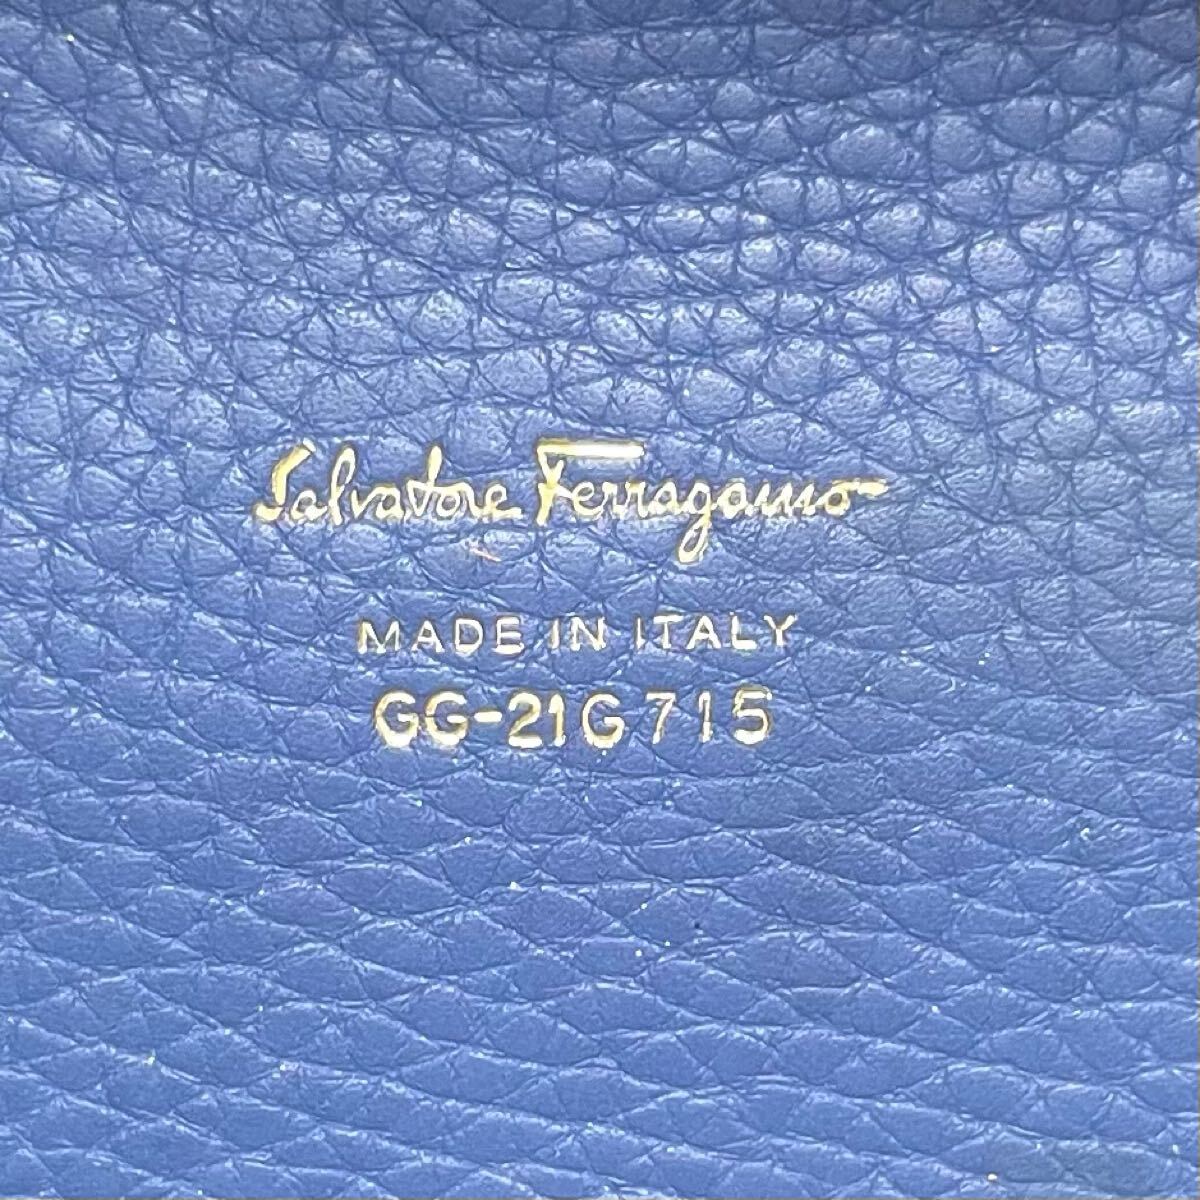 Salvatore Ferragamo
MADE IN ITALY
GG-21G715